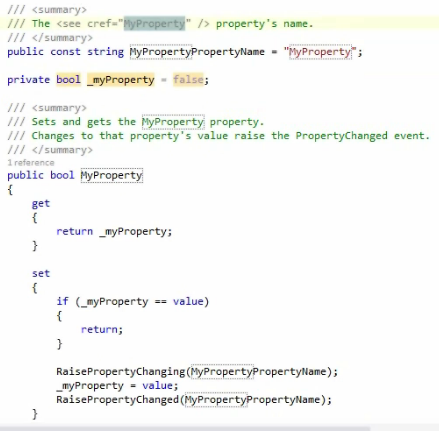 /// <summary>
/// The <see cref="MyProperty" /> property's name.
/// </summary>
public const string MyPropertyPropertyName = "MyProperty";
private bool _myProperty = false;
/// <summary>
/// Sets and gets the MyProperty property.
/// Changes to that property's value raise the PropertyChanged event.
/// </summary>
1 reference
public bool MyProperty
{
get
{
return _myProperty;
}
set
{
if (_myProperty == value)
{
return;
}
RaisePropertyChanging(MyPropertyPropertyName);
_myProperty = value;
RaisePropertyChanged(MyPropertyPropertyName);
}